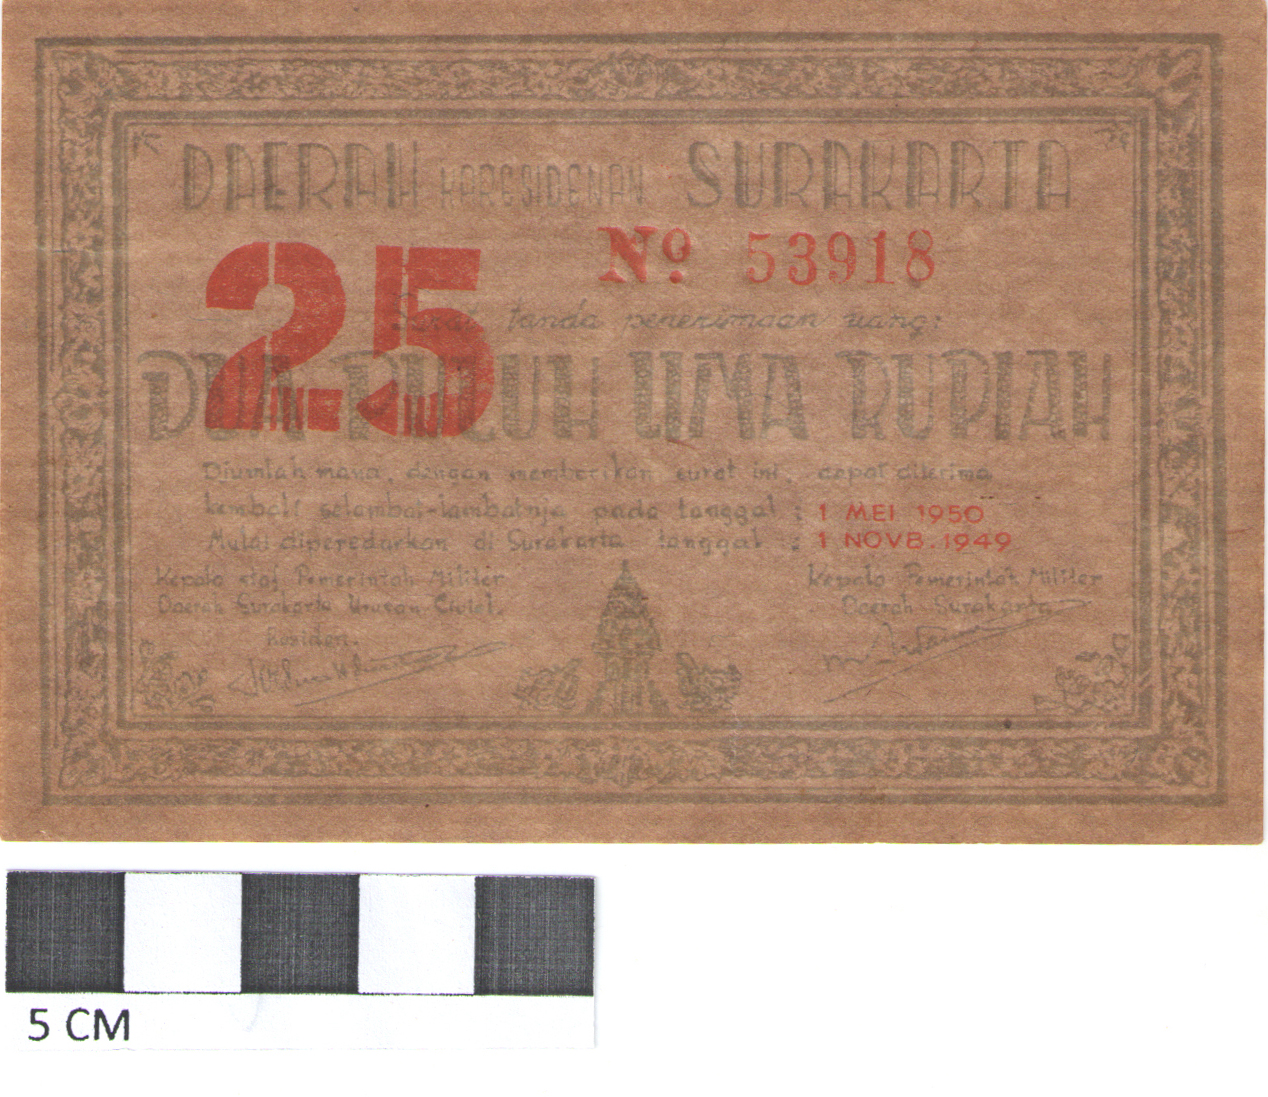 DAERAH KARESIDENAN SURAKARTA
25
No. 53918
Surat tanda penerimaan uang:
DUA PULUH LIMA RUPIAH
Djumlah mana, dengan memberikan surat ini, dapat diterima
kembali selambat-lambatnja pada tanggal : 1 MEI 1950
Mulai diperedarkan di Surakarta tanggal : 1 NOVB. 1949
Kepala staf Pemerintah Militer
Daerah Surakarta Urusan Civiel.
Residen.
Kepala Pemerintah Militer
Daerah Surakarta
5 CM